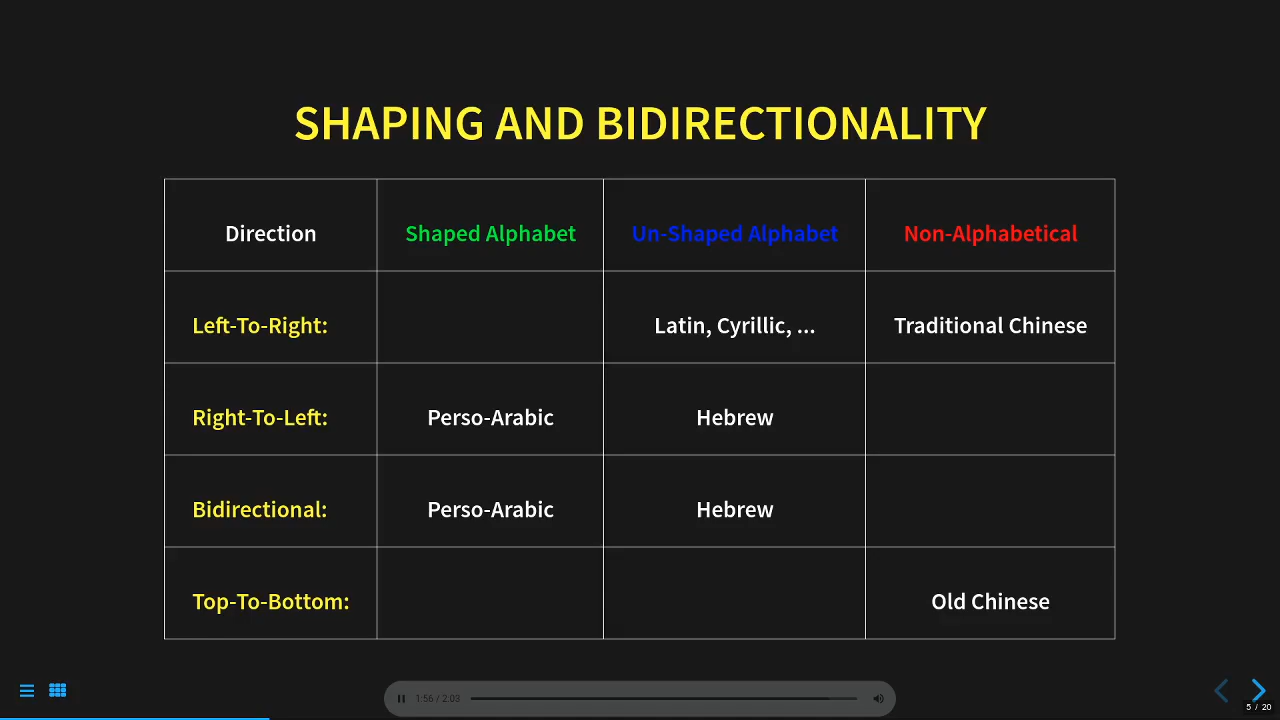 SHAPING AND BIDIRECTIONALITY
Direction Shaped Alphabet Un-Shaped Alphabet Non-Alphabetical
Left-To-Right: Latin, Cyrillic, ... Traditional Chinese
Right-To-Left: Perso-Arabic Hebrew
Bidirectional: Perso-Arabic Hebrew
Top-To-Bottom: Old Chinese
1:56 / 2:03
5 / 20